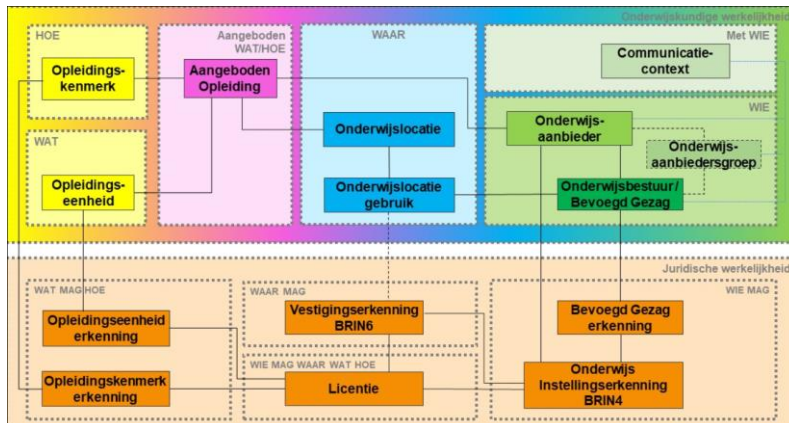 Onderwijskundige werkelijkheid
HOE
Aangeboden
WAT/HOE
WAAR
Met WIE
Opleidings-
kenmerk
Aangeboden
Opleiding
Communicatie-
context
WIE
Onderwijslocatie
Onderwijs-
aanbieder
WAT
Onderwijs-
aanbiedersgroep
Opleidings-
eenheid
Onderwijslocatie
gebruik
Onderwijsbestuur/
Bevoegd Gezag
Juridische werkelijkheid
WAT MAG HOE
WAAR MAG
WIE MAG
Opleidingseenheid
erkenning
Vestigingserkenning
BRIN6
Bevoegd Gezag
erkenning
WIE MAG WAAR WAT HOE
Opleidingskenmerk
erkenning
Licentie
Onderwijs
Instellingserkenning
BRIN4